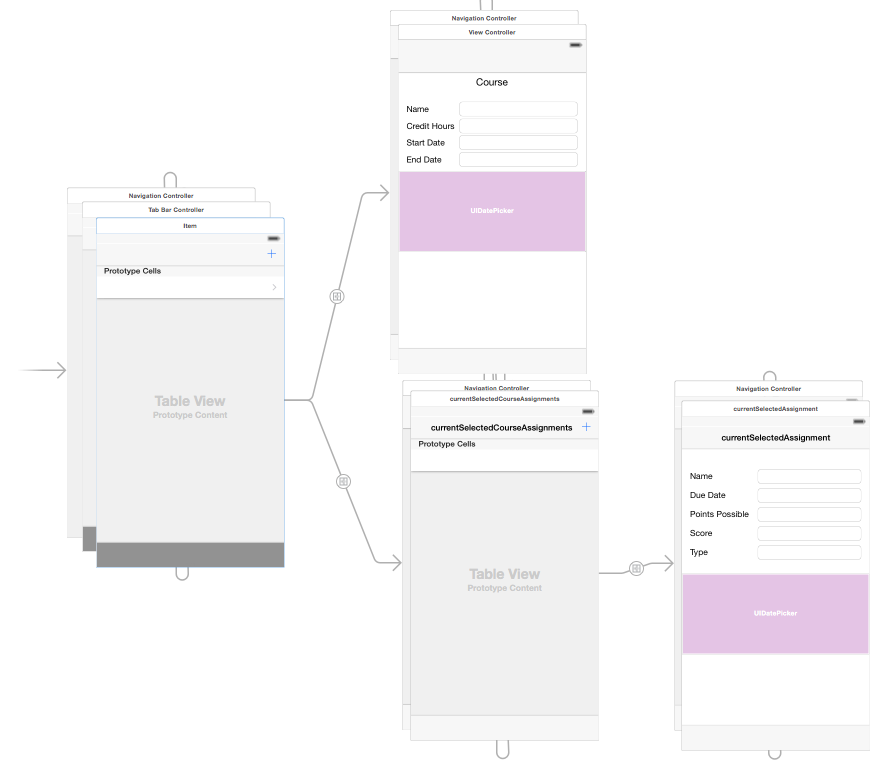 Navigation Controller
View Controller
Course
Name
Credit Hours
Start Date
End Date
UIDatePicker
Navigation Controller
Tab Bar Controller
Item
+
Prototype Cells
Table View
Prototype Content
Navigation Controller
currentSelectedCourseAssignments
currentSelectedCourseAssignments +
Prototype Cells
Table View
Prototype Content
Navigation Controller
currentSelectedAssignment
currentSelectedAssignment
Name
Due Date
Points Possible
Score
Type
UIDatePicker